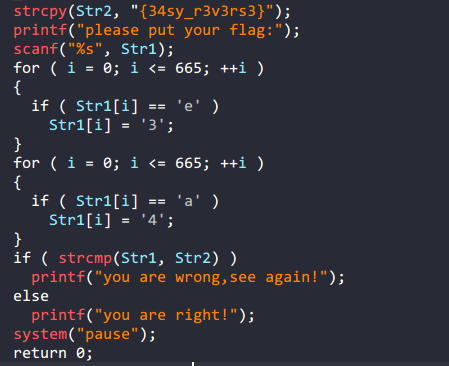 strcpy(Str2, "{34sy_r3v3rs3}");
printf("please put your flag:");
scanf("%s", Str1);
for ( i = 0; i <= 665; ++i )
{
if ( Str1[i] == 'e' )
Str1[i] = '3';
}
for ( i = 0; i <= 665; ++i )
{
if ( Str1[i] == 'a' )
Str1[i] = '4';
}
if ( strcmp(Str1, Str2) )
printf("you are wrong,see again!");
else
printf("you are right!");
system("pause");
return 0;